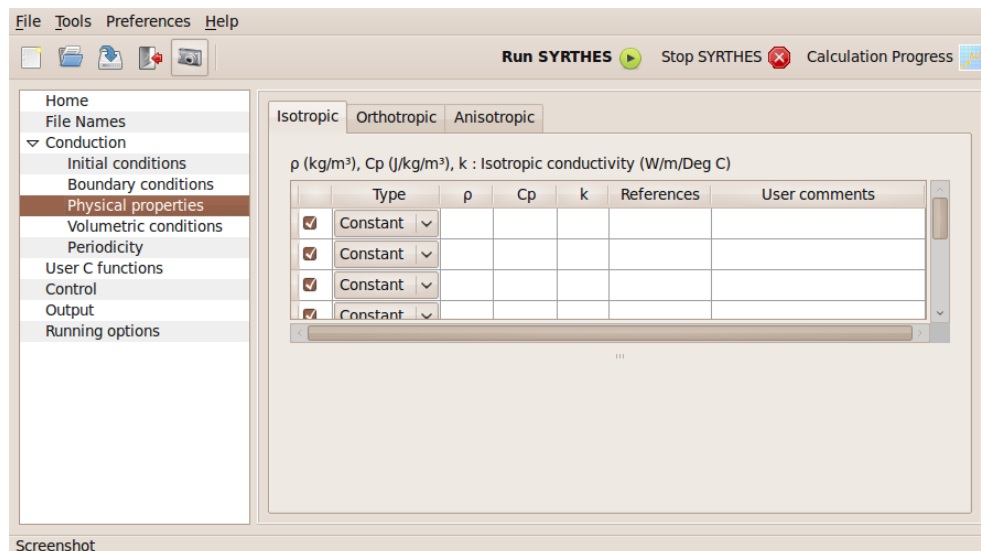 File Tools Preferences Help
Run SYRTHES Stop SYRTHES Calculation Progress
Home
File Names
Conduction
Initial conditions
Boundary conditions
Physical properties
Volumetric conditions
Periodicity
User C functions
Control
Output
Running options
Isotropic Orthotropic Anisotropic
ρ (kg/m³), Cp (J/kg/m³), k : Isotropic conductivity (W/m/Deg C)
Type ρ Cp k References User comments
Constant
Constant
Constant
Constant
Screenshot